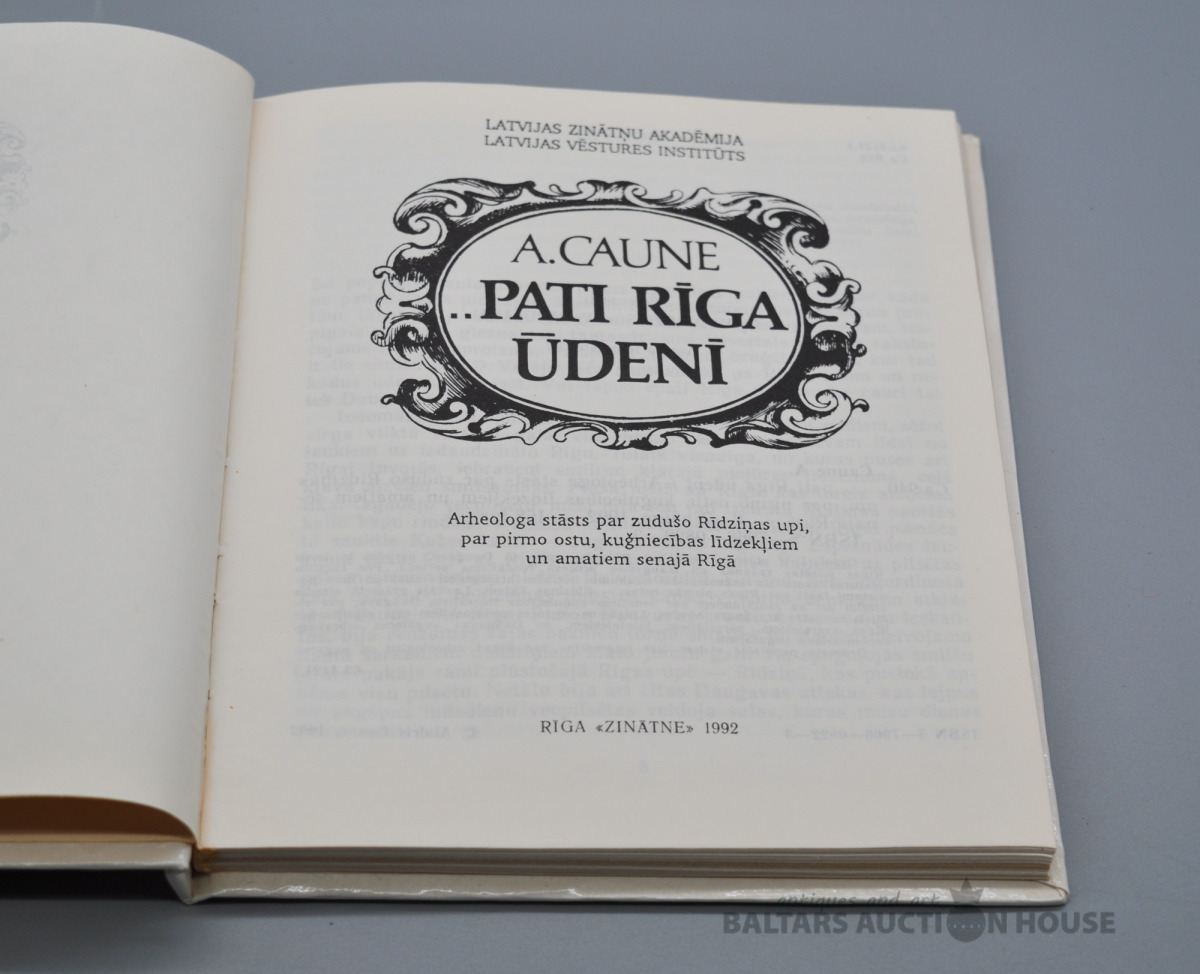 LATVIJAS ZINĀTŅU AKADĒMIJA
LATVIJAS VĒSTURES INSTITŪTS
A. CAUNE
..PATI RĪGA
ŪDENĪ
Arheologa stāsts par zudušo Rīdziņas upi,
par pirmo ostu, kuģniecības līdzekļiem
un amatiem senajā Rīgā
RĪGA «ZINĀTNE» 1992
antiques and art
BALTARS AUCTION HOUSE